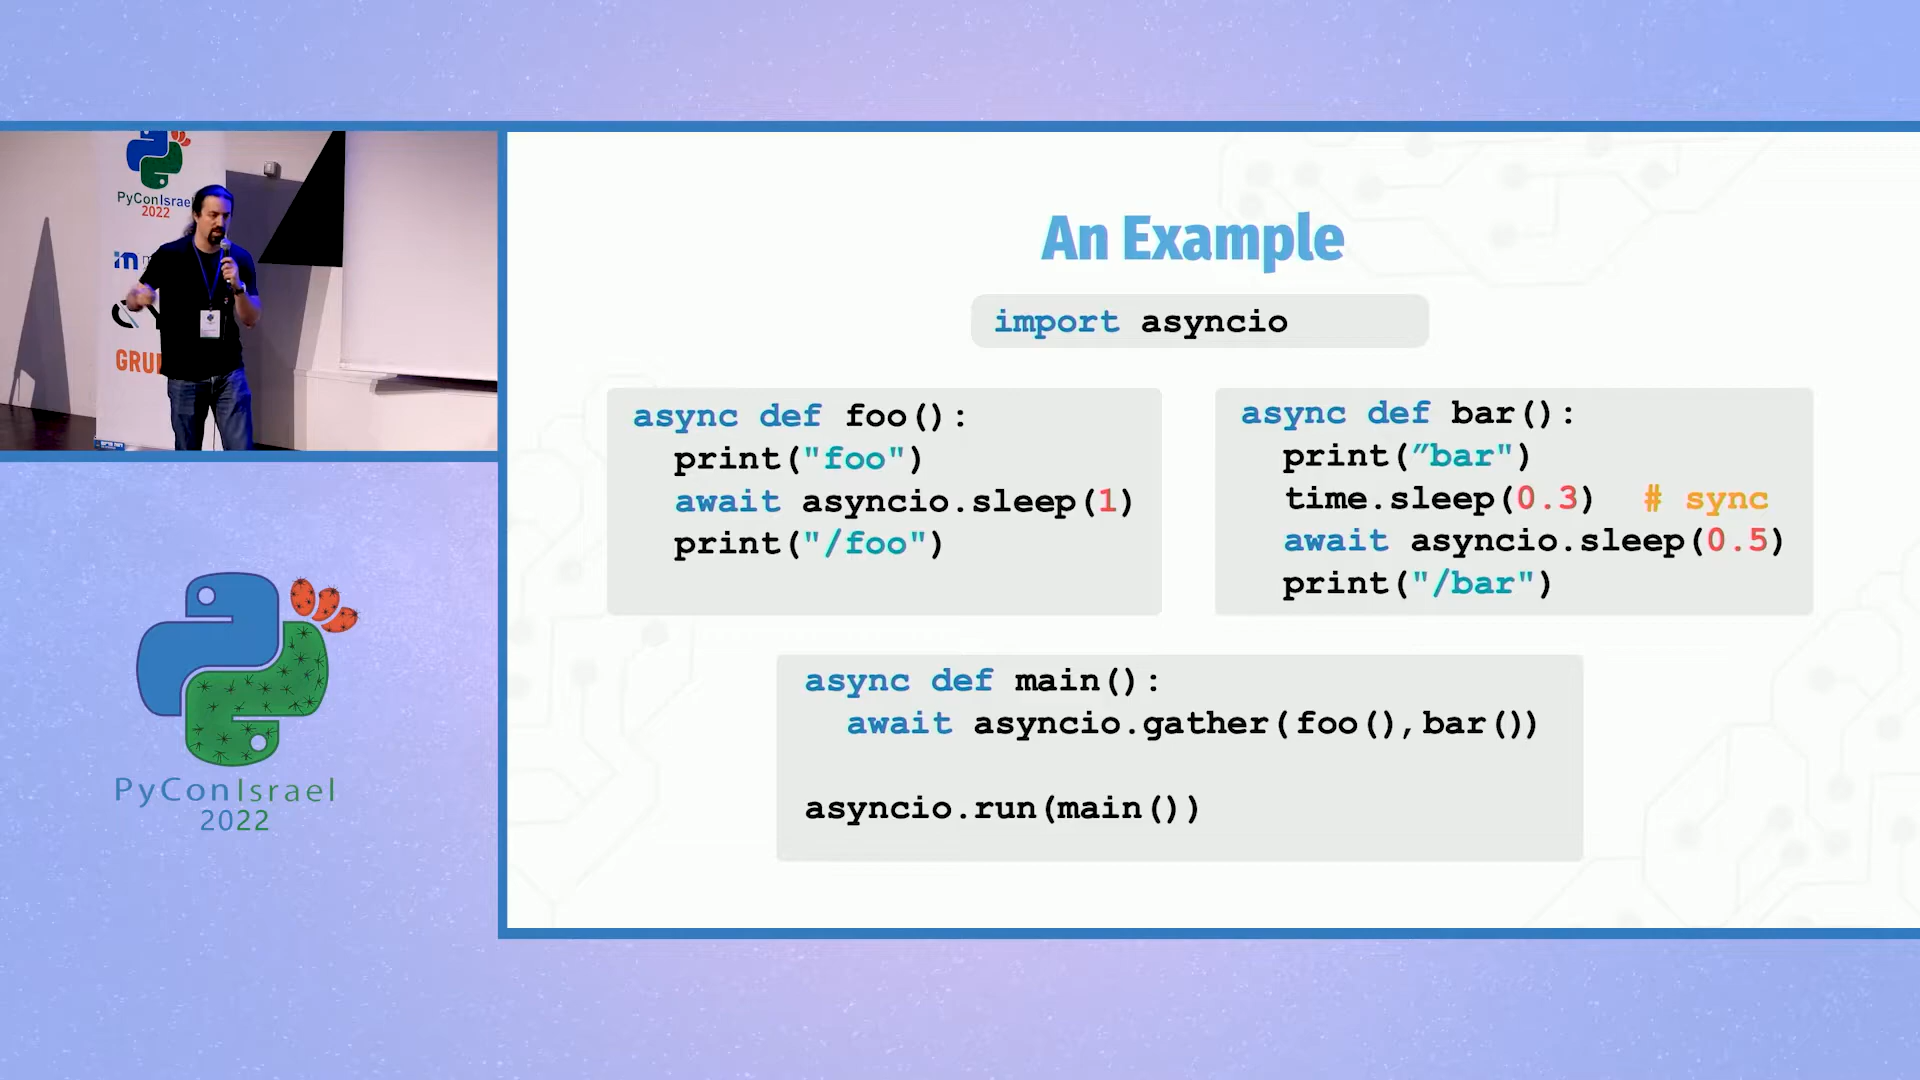 PyConIsrael
2022
GRU
An Example
import asyncio
async def foo():
print("foo")
await asyncio.sleep(1)
print("/foo")
async def bar():
print(”bar")
time.sleep(0.3) # sync
await asyncio.sleep(0.5)
print("/bar")
async def main():
await asyncio.gather(foo(),bar())
asyncio.run(main())
PyConIsrael
2022